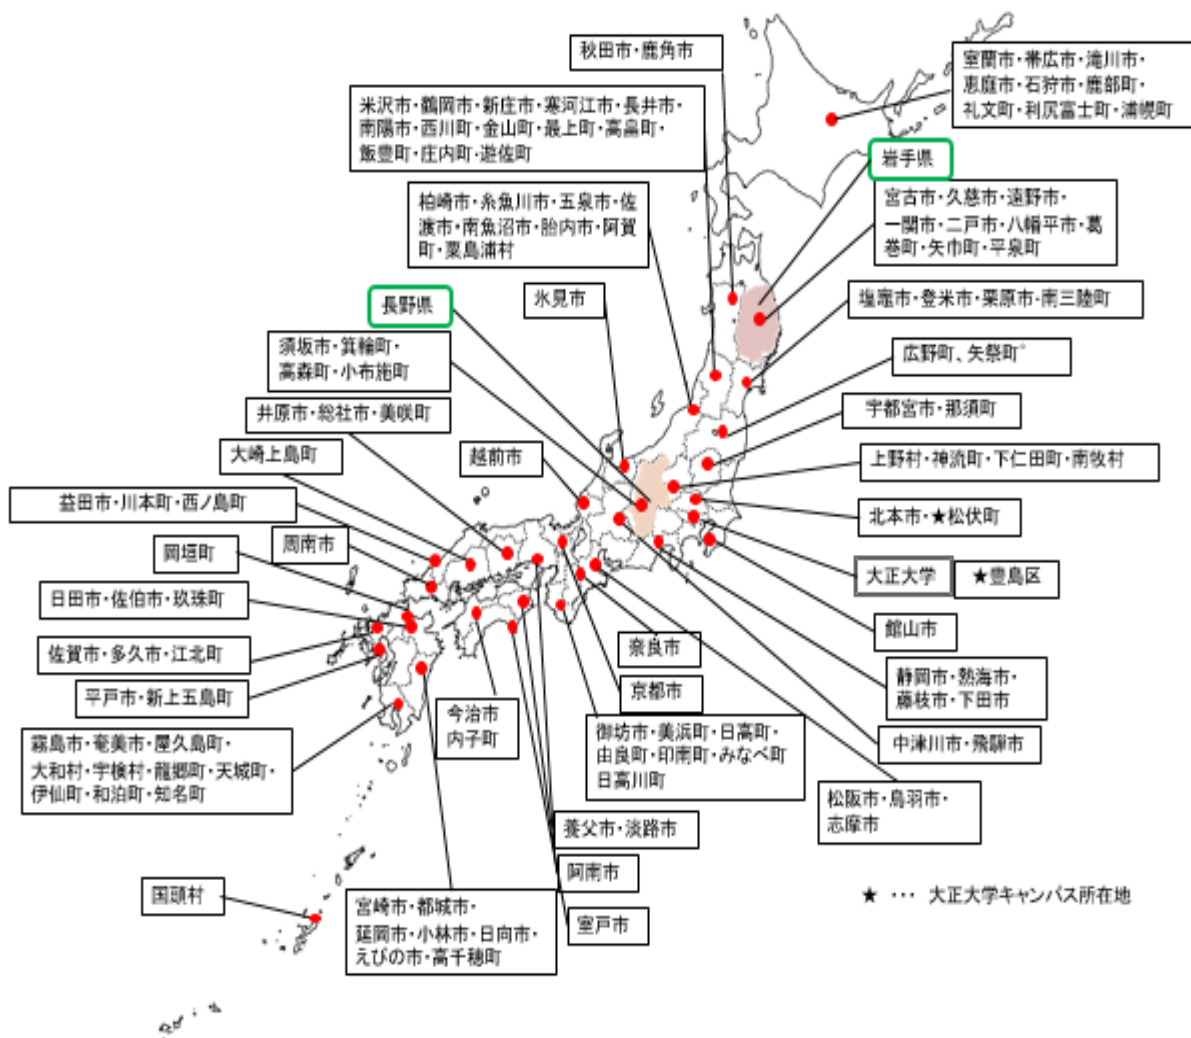 秋田市・鹿角市
室蘭市・帯広市・滝川市・
恵庭市・石狩市・鹿部町・
礼文町・利尻富士町・浦幌町
米沢市・鶴岡市・新庄市・寒河江市・長井市・
南陽市・西川町・金山町・最上町・高畠町・
飯豊町・庄内町・遊佐町
岩手県
宮古市・久慈市・遠野市・
一関市・二戸市・八幡平市・葛
巻町・矢巾町・平泉町
柏崎市・糸魚川市・五泉市・佐
渡市・南魚沼市・胎内市・阿賀
町・粟島浦村
長野県
氷見市
塩竈市・登米市・栗原市・南三陸町
須坂市・箕輪町・
高森町・小布施町
広野町、矢祭町
井原市・総社市・美咲町
宇都宮市・那須町
大崎上島町
越前市
上野村・神流町・下仁田町・南牧村
益田市・川本町・西ノ島町
北本市・★松伏町
岡垣町
周南市
大正大学
★豊島区
日田市・佐伯市・玖珠町
館山市
佐賀市・多久市・江北町
奈良市
平戸市・新上五島町
京都市
静岡市・熱海市・
藤枝市・下田市
今治市
内子町
御坊市・美浜町・日高町・
由良町・印南町・みなべ町
日高川町
中津川市・飛騨市
霧島市・奄美市・屋久島町・
大和村・宇検村・龍郷町・天城町・
伊仙町・和泊町・知名町
松阪市・鳥羽市・
志摩市
養父市・淡路市
阿南市
国頭村
宮崎市・都城市・
延岡市・小林市・日向市・
えびの市・高千穂町
室戸市
★ ・・・ 大正大学キャンパス所在地